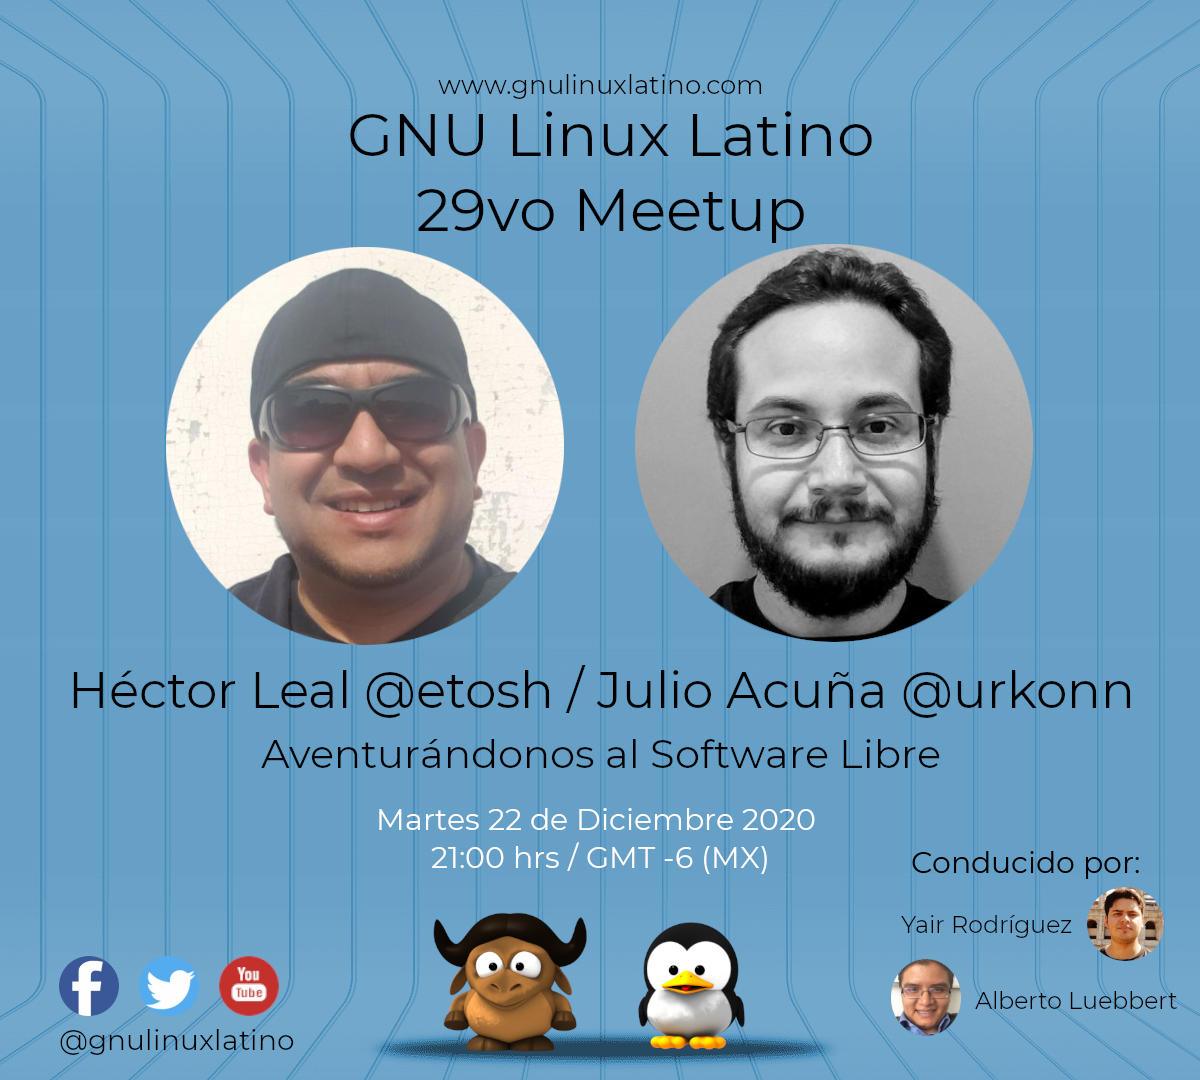 www.gnulinuxlatino.com
GNU Linux Latino
29vo Meetup
Héctor Leal @etosh / Julio Acuña @urkonn
Aventurándonos al Software Libre
Martes 22 de Diciembre 2020
21:00 hrs / GMT -6 (MX)
Conducido por:
Yair Rodríguez
Alberto Luebbert
You
Tube
@gnulinuxlatino